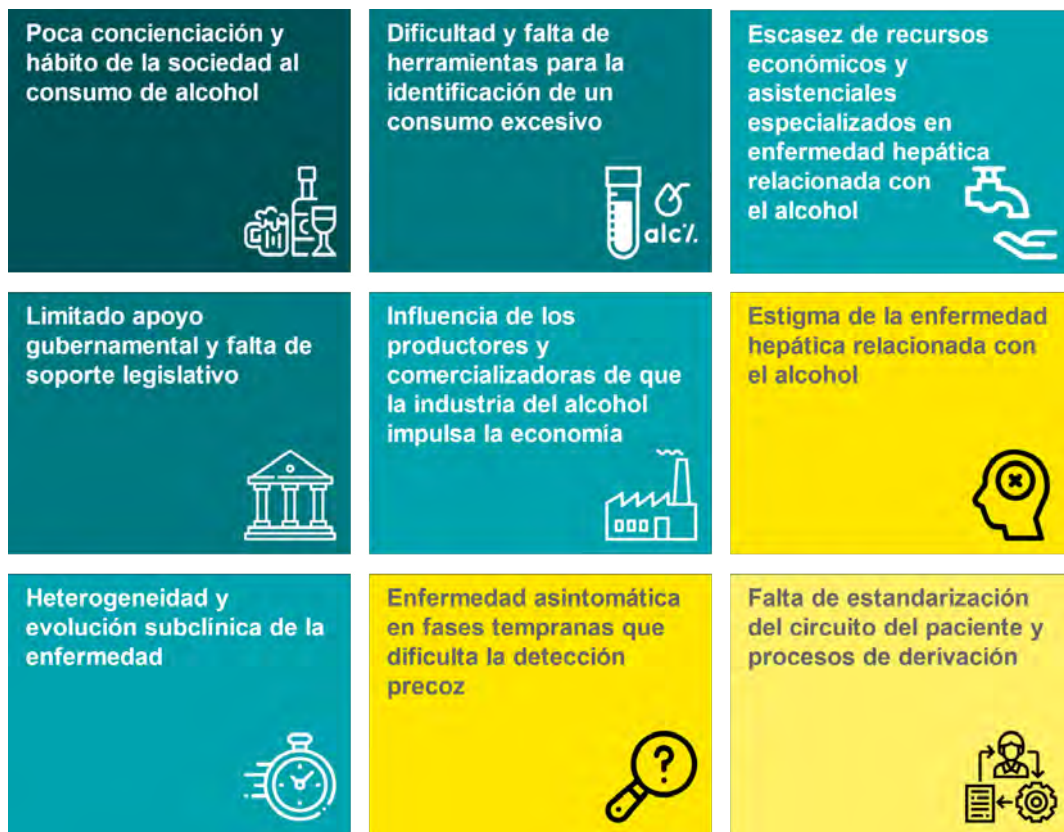 Poca concienciación y
hábito de la sociedad al
consumo de alcohol
Dificultad y falta de
herramientas para la
identificación de un
consumo excesivo
alc%
Escasez de recursos
económicos y
asistenciales
especializados en
enfermedad hepática
relacionada con
el alcohol
Limitado apoyo
gubernamental y falta de
soporte legislativo
Influencia de los
productores y
comercializadoras de que
la industria del alcohol
impulsa la economía
Estigma de la enfermedad
hepática relacionada con
el alcohol
Heterogeneidad y
evolución subclínica de la
enfermedad
Enfermedad asintomática
en fases tempranas que
dificulta la detección
precoz
?
Falta de estandarización
del circuito del paciente y
procesos de derivación